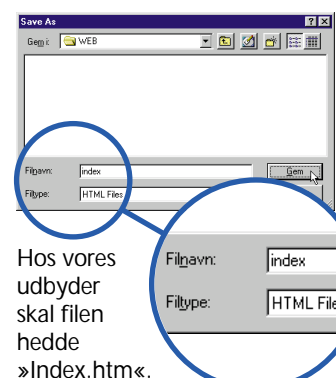 Save As
Gem i: WEB
Filnavn: index
Gem
Filtype: HTML Files
Filnavn: index
Filtype: HTML File
Hos vores
udbyder
skal filen
hedde
»Index.htm«.